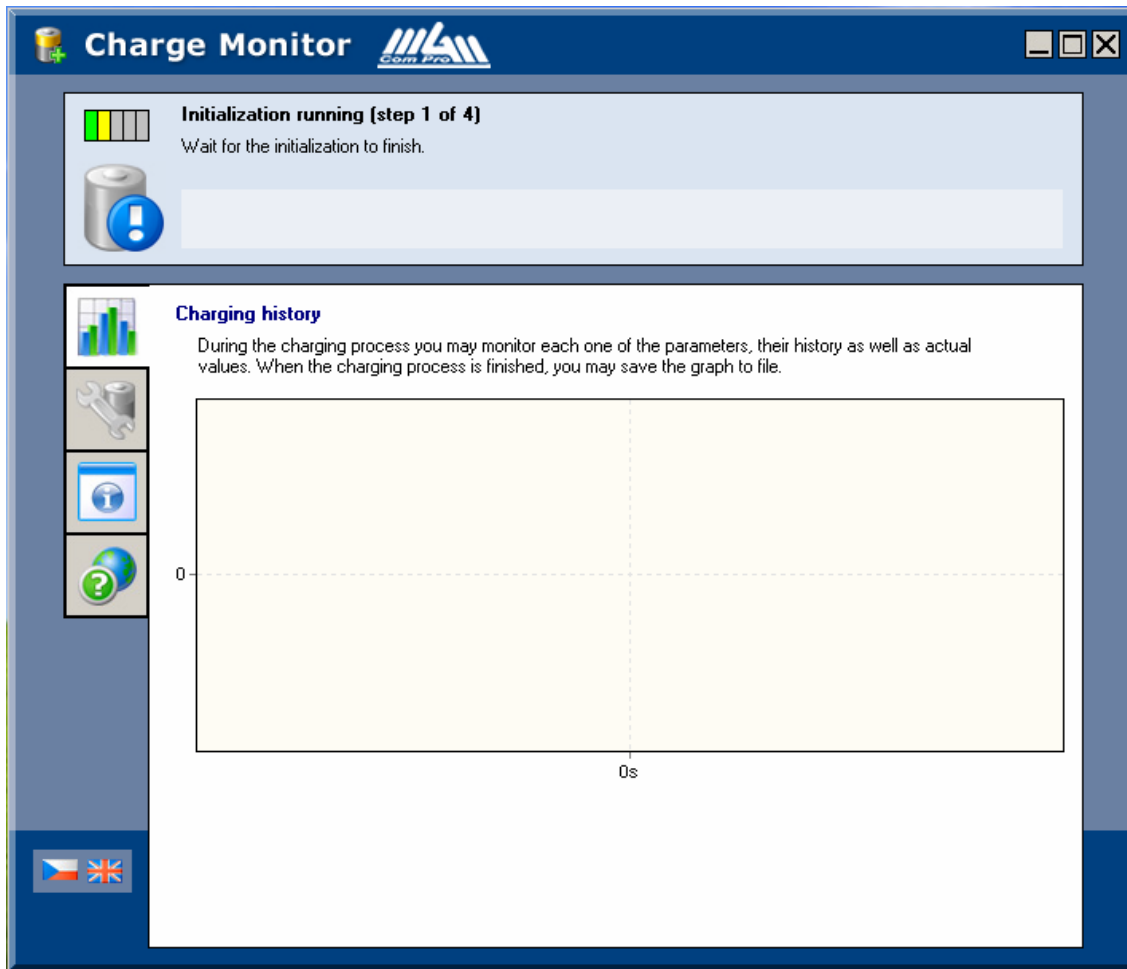 Charge Monitor
MGM
Com Pro
Initialization running (step 1 of 4)
Wait for the initialization to finish.
Charging history
During the charging process you may monitor each one of the parameters, their history as well as actual
values. When the charging process is finished, you may save the graph to file.
0
0s